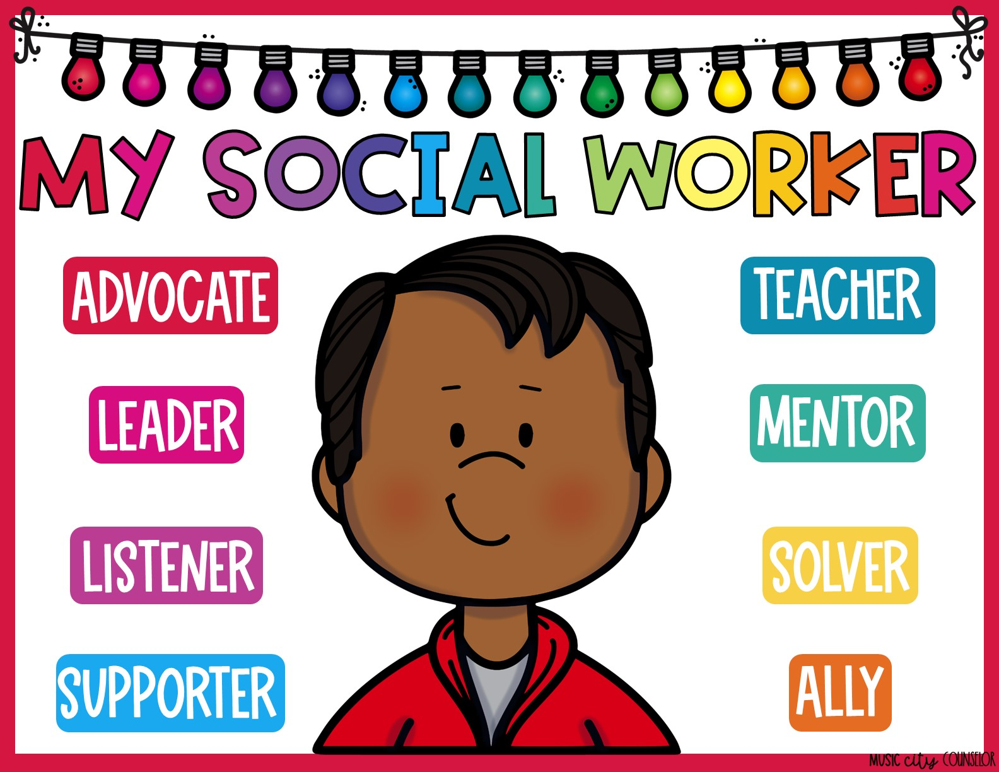 MY SOCIAL WORKER
ADVOCATE
LEADER
LISTENER
SUPPORTER
TEACHER
MENTOR
SOLVER
ALLY
MUSIC city COUNSELOR